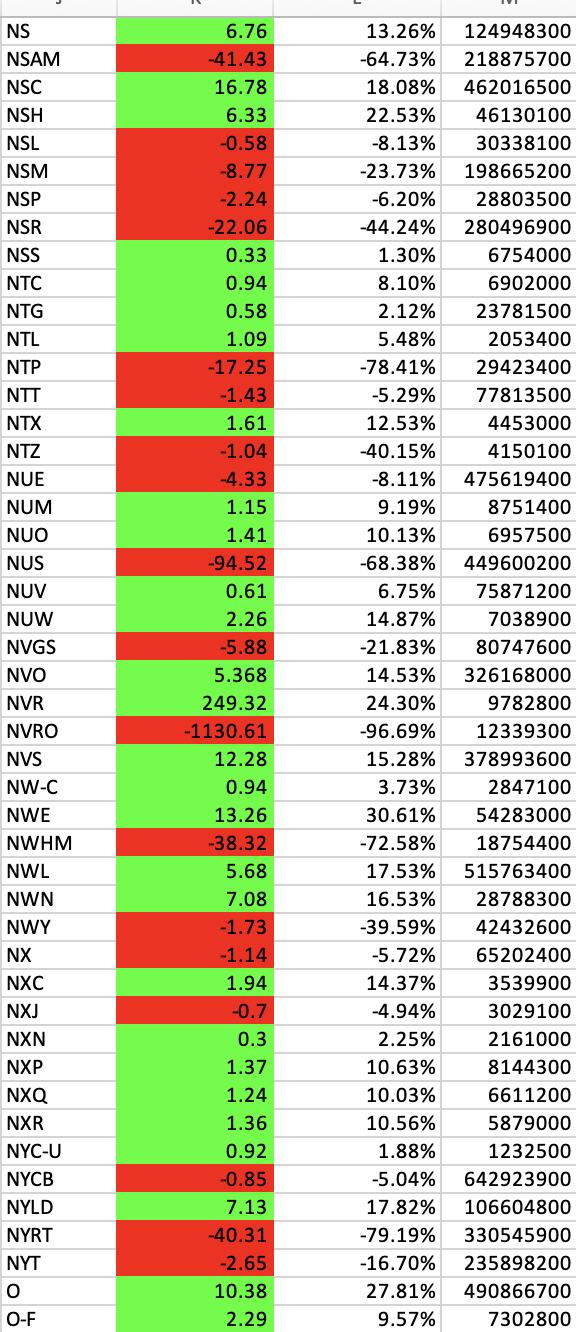 NS 6.76 13.26% 124948300
NSAM -41.43 -64.73% 218875700
NSC 16.78 18.08% 462016500
NSH 6.33 22.53% 46130100
NSL -0.58 -8.13% 30338100
NSM -8.77 -23.73% 198665200
NSP -2.24 -6.20% 28803500
NSR -22.06 -44.24% 280496900
NSS 0.33 1.30% 6754000
NTC 0.94 8.10% 6902000
NTG 0.58 2.12% 23781500
NTL 1.09 5.48% 2053400
NTP -17.25 -78.41% 29423400
NTT -1.43 -5.29% 77813500
NTX 1.61 12.53% 4453000
NTZ -1.04 -40.15% 4150100
NUE -4.33 -8.11% 475619400
NUM 1.15 9.19% 8751400
NUO 1.41 10.13% 6957500
NUS -94.52 -68.38% 449600200
NUV 0.61 6.75% 75871200
NUW 2.26 14.87% 7038900
NVGS -5.88 -21.83% 80747600
NVO 5.368 14.53% 326168000
NVR 249.32 24.30% 9782800
NVRO -1130.61 -96.69% 12339300
NVS 12.28 15.28% 378993600
NW-C 0.94 3.73% 2847100
NWE 13.26 30.61% 54283000
NWHM -38.32 -72.58% 18754400
NWL 5.68 17.53% 515763400
NWN 7.08 16.53% 28788300
NWY -1.73 -39.59% 42432600
NX -1.14 -5.72% 65202400
NXC 1.94 14.37% 3539900
NXJ -0.7 -4.94% 3029100
NXN 0.3 2.25% 2161000
NXP 1.37 10.63% 8144300
NXQ 1.24 10.03% 6611200
NXR 1.36 10.56% 5879000
NYC-U 0.92 1.88% 1232500
NYCB -0.85 -5.04% 642923900
NYLD 7.13 17.82% 106604800
NYRT -40.31 -79.19% 330545900
NYT -2.65 -16.70% 235898200
O 10.38 27.81% 490866700
O-F 2.29 9.57% 7302800